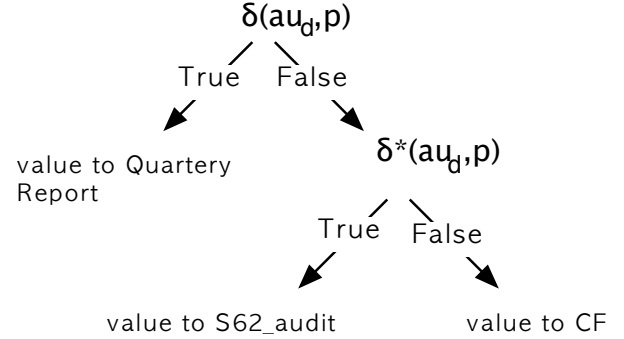 δ(au_d,p)
True False
value to Quartery
Report
δ*(au_d,p)
True False
value to S62_audit
value to CF